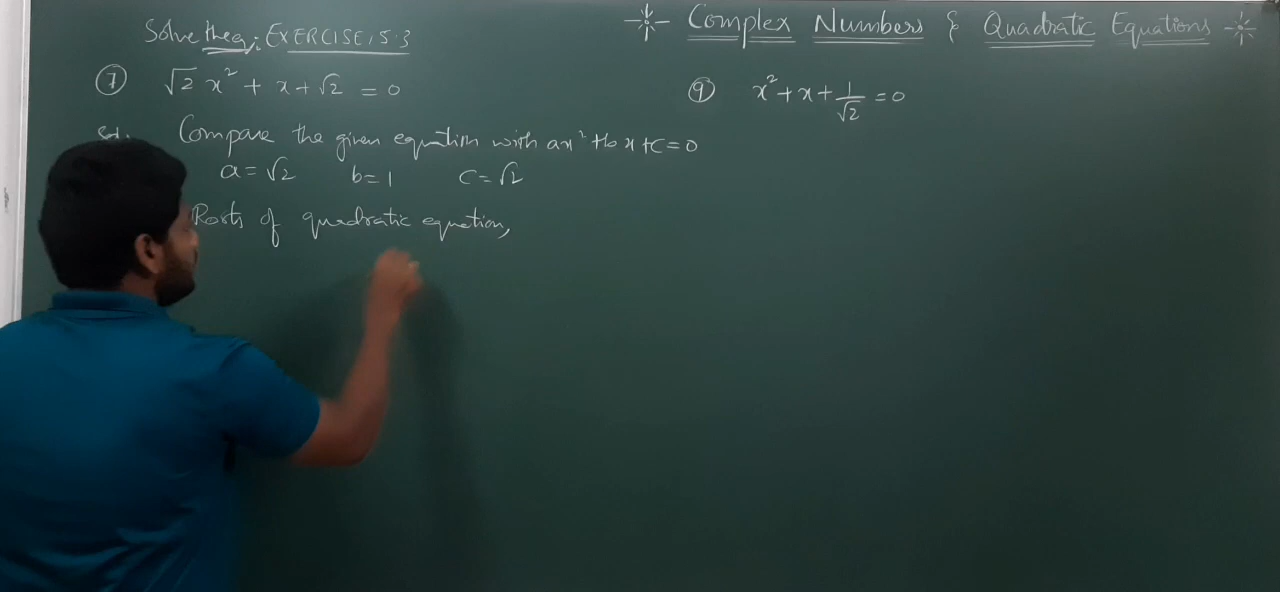 Complex Numbers & Quadratic Equations
Solve the eq: EXERCISE, 5.3
⑦ √2 x² + x + √2 = 0
Compare the given equation with ax² + bx + c = 0
a = √2 b = 1 c = √2
Roots of quadratic equation,
⑨ x² + x + 1/√2 = 0